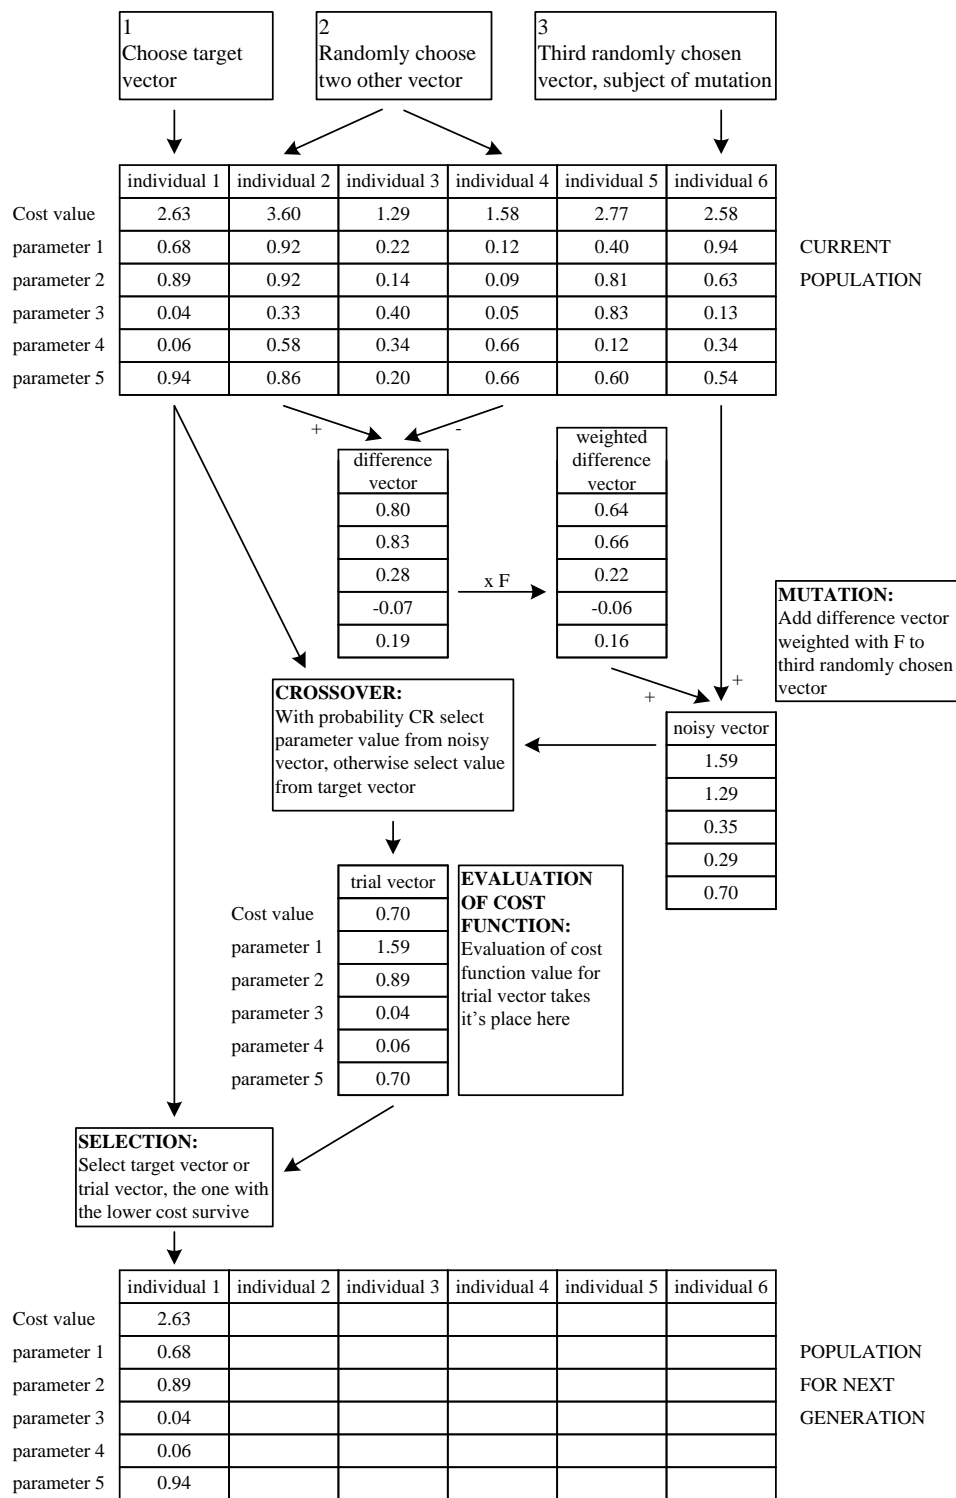 1
Choose target
vector
2
Randomly choose
two other vector
3
Third randomly chosen
vector, subject of mutation
individual 1 individual 2 individual 3 individual 4 individual 5 individual 6
Cost value 2.63 3.60 1.29 1.58 2.77 2.58
parameter 1 0.68 0.92 0.22 0.12 0.40 0.94 CURRENT
parameter 2 0.89 0.92 0.14 0.09 0.81 0.63 POPULATION
parameter 3 0.04 0.33 0.40 0.05 0.83 0.13
parameter 4 0.06 0.58 0.34 0.66 0.12 0.34
parameter 5 0.94 0.86 0.20 0.66 0.60 0.54
+ -
difference
vector
0.80
0.83
0.28
-0.07
0.19
x F
weighted
difference
vector
0.64
0.66
0.22
-0.06
0.16
MUTATION:
Add difference vector
weighted with F to
third randomly chosen
vector
+ +
CROSSOVER:
With probability CR select
parameter value from noisy
vector, otherwise select value
from target vector
noisy vector
1.59
1.29
0.35
0.29
0.70
trial vector
Cost value 0.70
parameter 1 1.59
parameter 2 0.89
parameter 3 0.04
parameter 4 0.06
parameter 5 0.70
EVALUATION
OF COST
FUNCTION:
Evaluation of cost
function value for
trial vector takes
it's place here
SELECTION:
Select target vector or
trial vector, the one with
the lower cost survive
individual 1 individual 2 individual 3 individual 4 individual 5 individual 6
Cost value 2.63
parameter 1 0.68 POPULATION
parameter 2 0.89 FOR NEXT
parameter 3 0.04 GENERATION
parameter 4 0.06
parameter 5 0.94